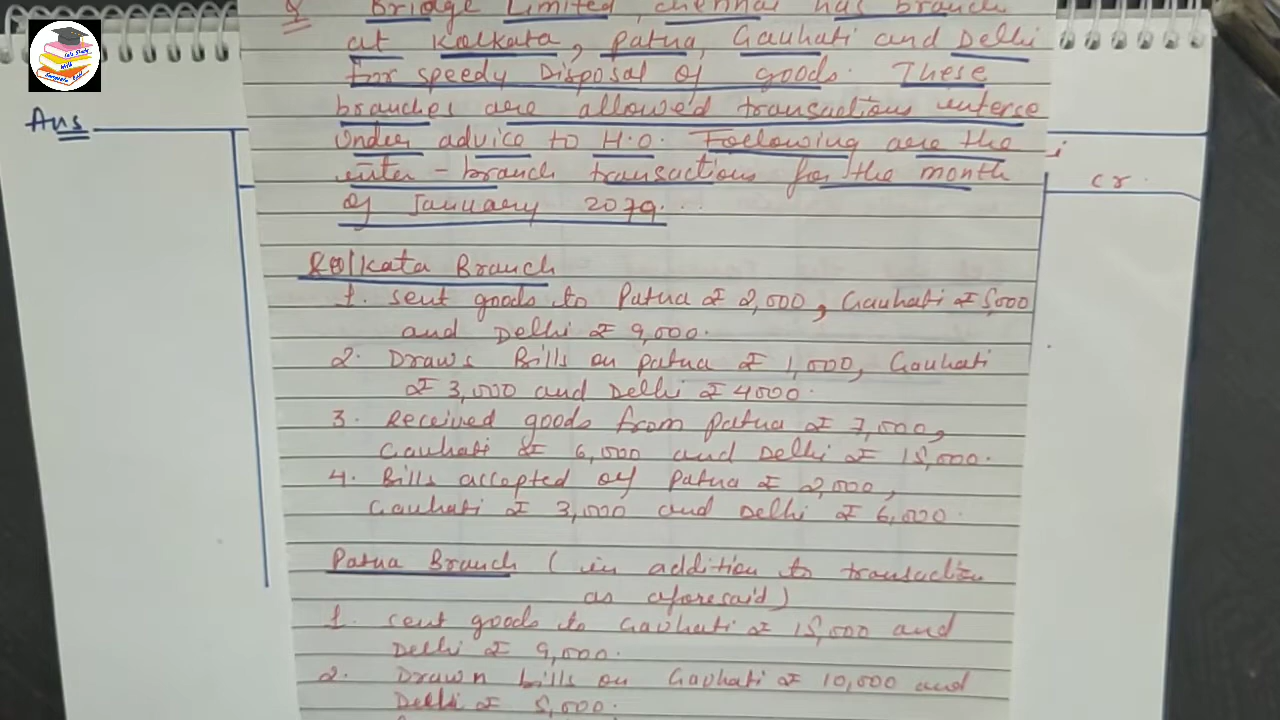 Q Bridge Limited, Chennai has branch
at Kolkata, Patna, Gauhati and Delhi
for speedy Disposal of goods. These
branches are allowed transactions interse
Under advice to H.O. Following are the
inter-branch transactions for the month
of January 2079...
Ans
cr.
Kolkata Branch
1. Sent goods to Patna ₹ 2,000, Gauhati ₹ 5,000
and Delhi ₹ 9,000.
2. Draws Bills on Patna ₹ 1,000, Gauhati
₹ 3,000 and Delhi ₹ 4000.
3. Received goods from Patna ₹ 7,000,
Gauhati ₹ 6,000 and Delhi ₹ 15,000.
4. Bills accepted of Patna ₹ 2,000,
Gauhati ₹ 3,000 and Delhi ₹ 6,000.
Patna Branch (in addition to transaction
as aforesaid)
1. Sent goods to Gauhati ₹ 15,000 and
Delhi ₹ 9,000.
2. Drawn bills on Gauhati ₹ 10,000 and
Delhi ₹ 5,000.